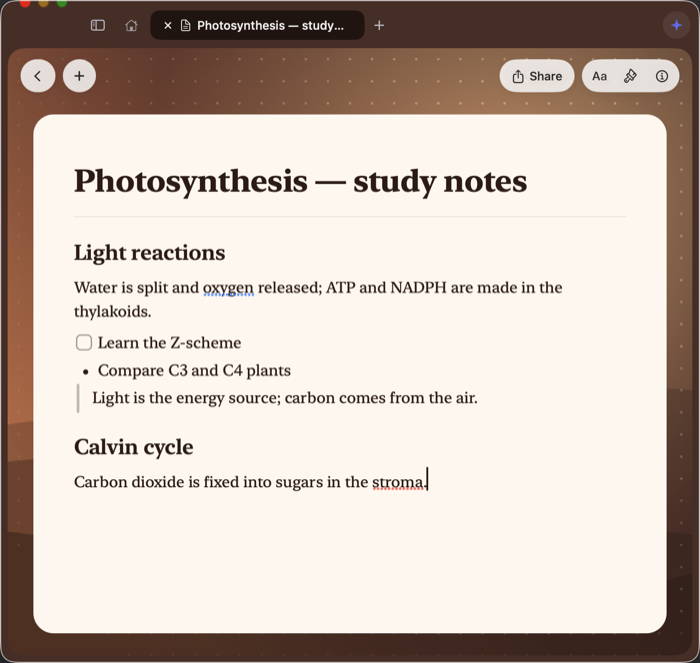 Photosynthesis — study...
Share
Aa
Photosynthesis — study notes
Light reactions
Water is split and oxygen released; ATP and NADPH are made in the
thylakoids.
Learn the Z-scheme
• Compare C3 and C4 plants
Light is the energy source; carbon comes from the air.
Calvin cycle
Carbon dioxide is fixed into sugars in the stroma.